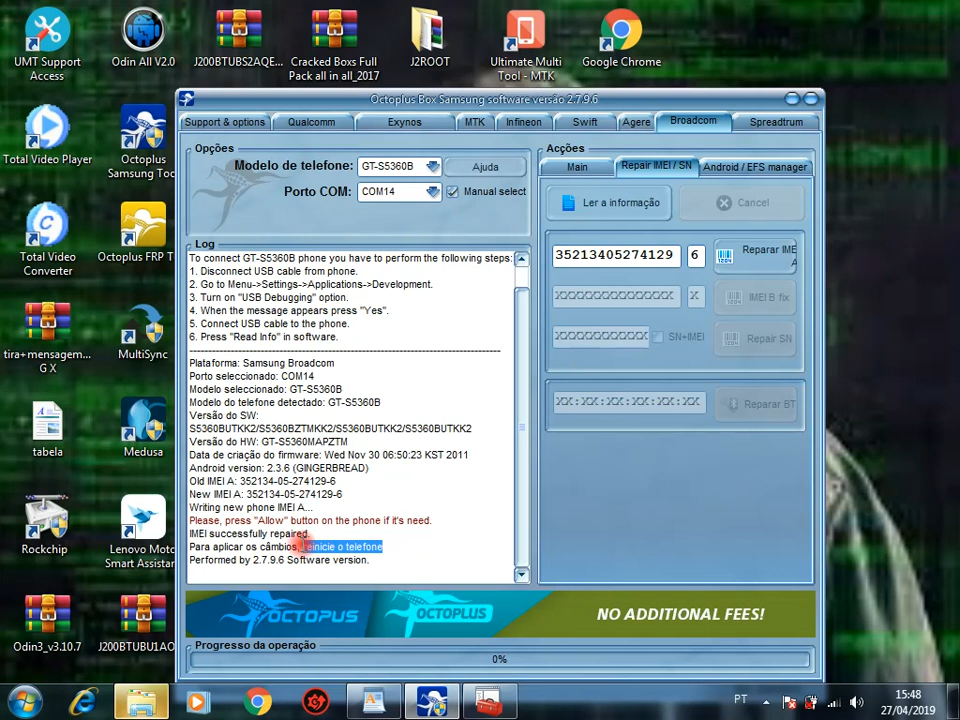 UMT Support
Access
Odin All V2.0
J200BTUBS2AQE...
Cracked Boxs Full
Pack all in all_2017
J2ROOT
Ultimate Multi
Tool - MTK
Google Chrome
Total Video Player
Octoplus
Samsung Too
Total Video
Converter
Octoplus FRP T
tira+mensagem...
G X
MultiSync
tabela
Medusa
Rockchip
Lenovo Moto
Smart Assistan
Odin3_v3.10.7
J200BTUBU1AO
Octoplus Box Samsung software versão 2.7.9.6
Support & options
Qualcomm
Exynos
MTK
Infineon
Swift
Agere
Broadcom
Spreadtrum
Opções
Modelo de telefone:
GT-S5360B
Ajuda
Porto COM:
COM14
Manual select
Log
To connect GT-S5360B phone you have to perform the following steps:
1. Disconnect USB cable from phone.
2. Go to Menu->Settings->Applications->Development.
3. Turn on "USB Debugging" option.
4. When the message appears press "Yes".
5. Connect USB cable to the phone.
6. Press "Read Info" in software.
Plataforma: Samsung Broadcom
Porto seleccionado: COM14
Modelo seleccionado: GT-S5360B
Modelo do telefone detectado: GT-S5360B
Versão do SW:
S5360BUTKK2/S5360BZTMKK2/S5360BUTKK2/S5360BUTKK2
Versão do HW: GT-S5360MAPZTM
Data de criação do firmware: Wed Nov 30 06:50:23 KST 2011
Android version: 2.3.6 (GINGERBREAD)
Old IMEI A: 352134-05-274129-6
New IMEI A: 352134-05-274129-6
Writing new phone IMEI A...
Please, press "Allow" button on the phone if it's need.
IMEI successfully repaired.
Para aplicar os câmbios, reinicie o telefone
Performed by 2.7.9.6 Software version.
Acções
Main
Repair IMEI / SN
Android / EFS manager
Ler a informação
Cancel
35213405274129
6
Reparar IME
A
XXXXXXXXXXXXXX
X
IMEI B fix
XXXXXXXXXXX
SN+IMEI
Repair SN
XX:XX:XX:XX:XX:XX
Reparar BT
OCTOPUS
OCTOPLUS
NO ADDITIONAL FEES!
Progresso da operação
0%
PT
15:48
27/04/2019